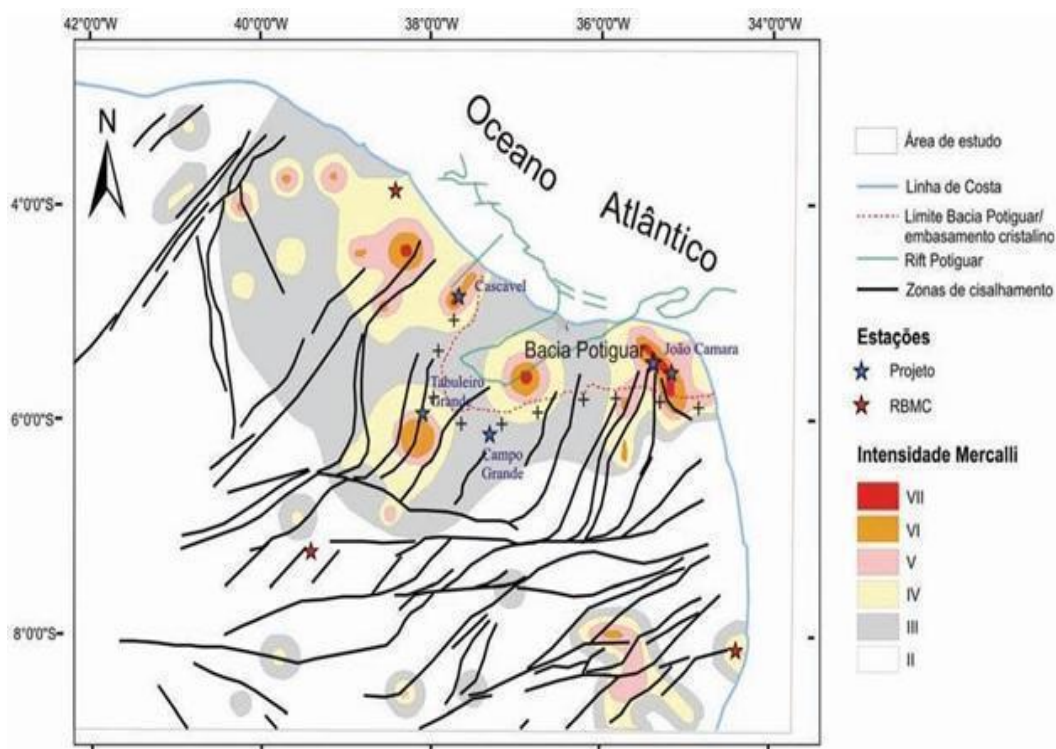 42°0'0"W
40°0'0"W
38°0'0"W
36°0'0"W
34°0'0"W
N
Oceano
Atlântico
4°0'0"S
6°0'0"S
8°0'0"S
Cascável
Bacia Potiguar
João Camara
Tabuleiro
Grande
Campo
Grande
Área de estudo
Linha de Costa
Limite Bacia Potiguar/
embasamento cristalino
Rift Potiguar
Zonas de cisalhamento
Estações
Projeto
RBMC
Intensidade Mercalli
VII
VI
V
IV
III
II